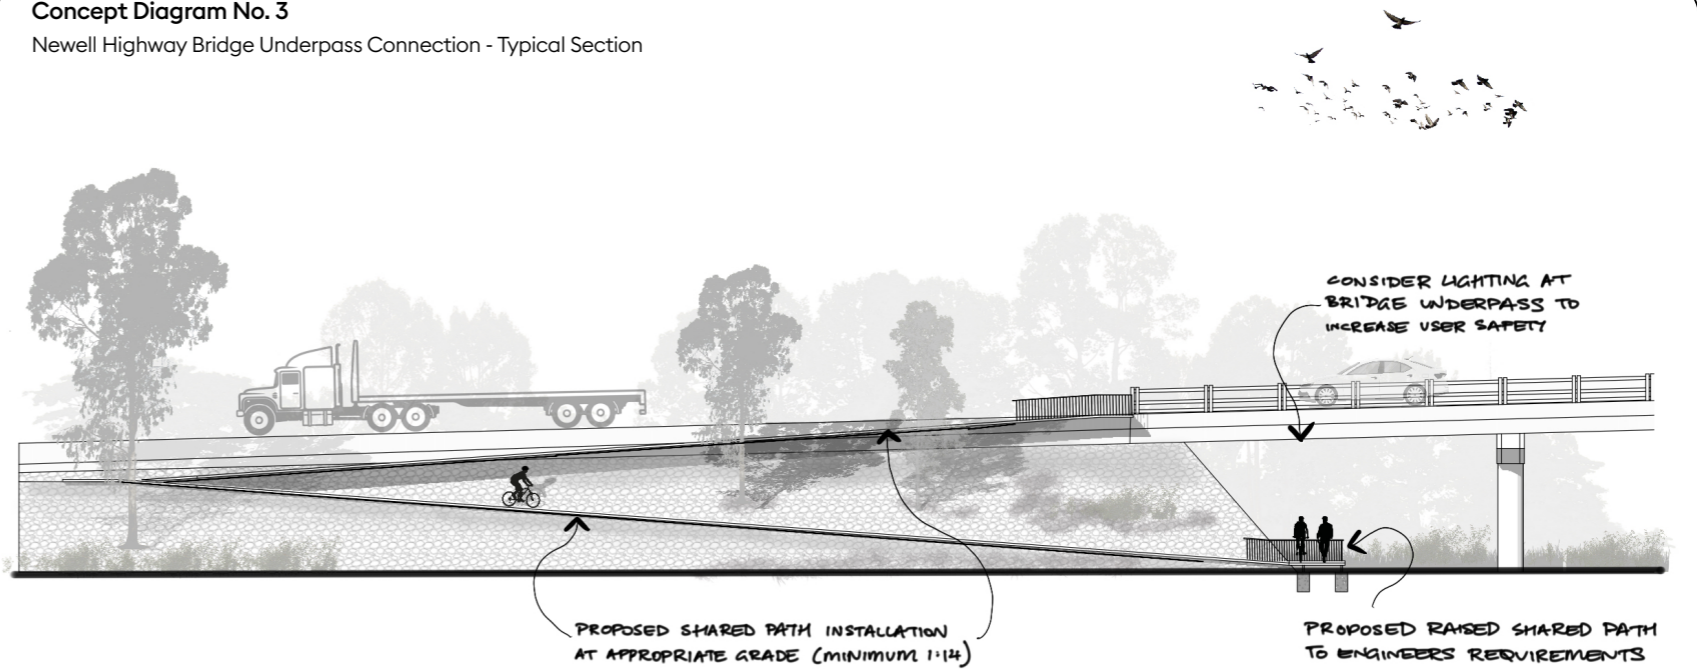 Concept Diagram No. 3
Newell Highway Bridge Underpass Connection - Typical Section
CONSIDER LIGHTING AT
BRIDGE UNDERPASS TO
INCREASE USER SAFETY
PROPOSED SHARED PATH INSTALLATION
AT APPROPRIATE GRADE (MINIMUM 1:14)
PROPOSED RAISED SHARED PATH
TO ENGINEERS REQUIREMENTS